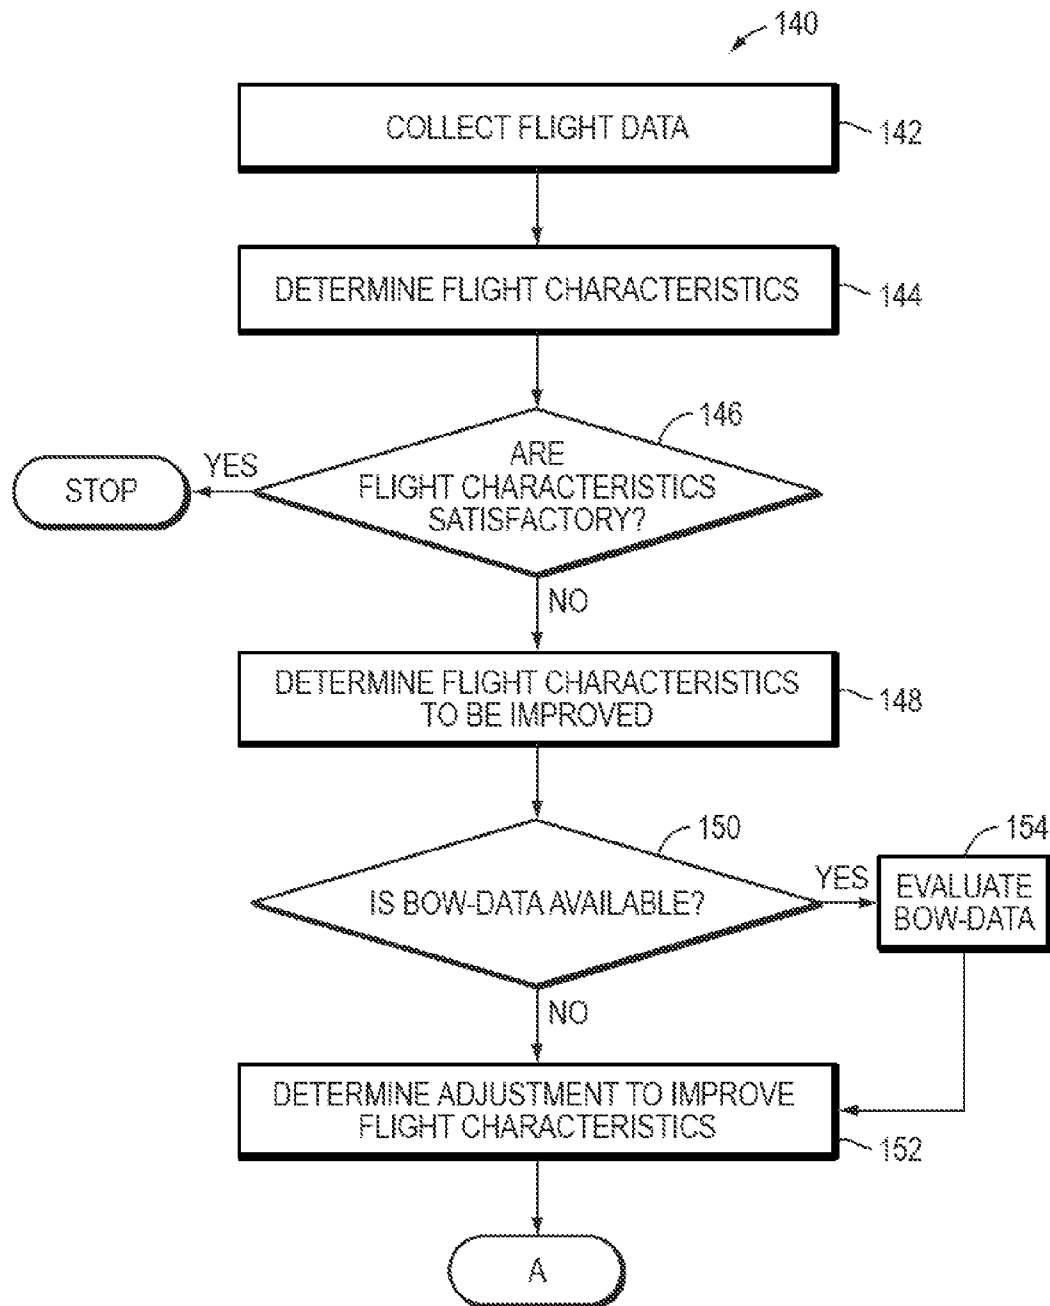 140
COLLECT FLIGHT DATA
142
DETERMINE FLIGHT CHARACTERISTICS
144
146
ARE
FLIGHT CHARACTERISTICS
SATISFACTORY?
YES
STOP
NO
DETERMINE FLIGHT CHARACTERISTICS
TO BE IMPROVED
148
150
IS BOW-DATA AVAILABLE?
YES
154
EVALUATE
BOW-DATA
NO
DETERMINE ADJUSTMENT TO IMPROVE
FLIGHT CHARACTERISTICS
152
A